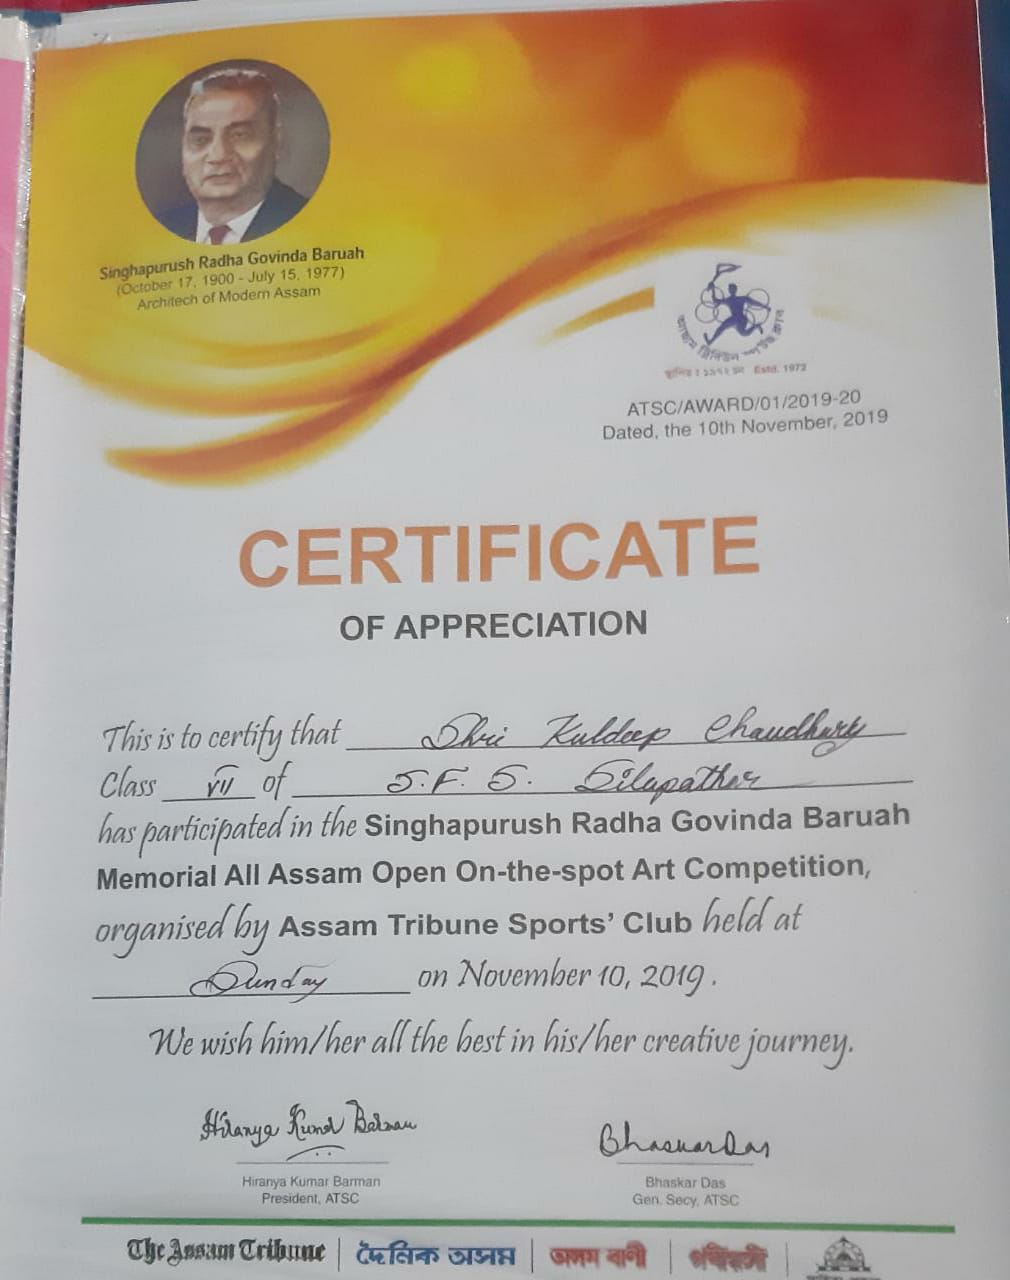 Singhapurush Radha Govinda Baruah
(October 17, 1900 - July 15, 1977)
Architech of Modern Assam
স্থাপিত : ১৯৭২ চন Estd. 1972
ATSC/AWARD/01/2019-20
Dated, the 10th November, 2019
CERTIFICATE
OF APPRECIATION
This is to certify that Shri Kuldeep Chaudhury
Class VII of S.F.S. Silapathar
has participated in the Singhapurush Radha Govinda Baruah
Memorial All Assam Open On-the-spot Art Competition,
organised by Assam Tribune Sports' Club held at
Sunday on November 10, 2019.
We wish him/her all the best in his/her creative journey.
Hiranya Kumar Barman Bhaskar Das
Hiranya Kumar Barman Bhaskar Das
President, ATSC Gen. Secy, ATSC
The Assam Tribune | দৈনিক অসম | অসম বাণী |